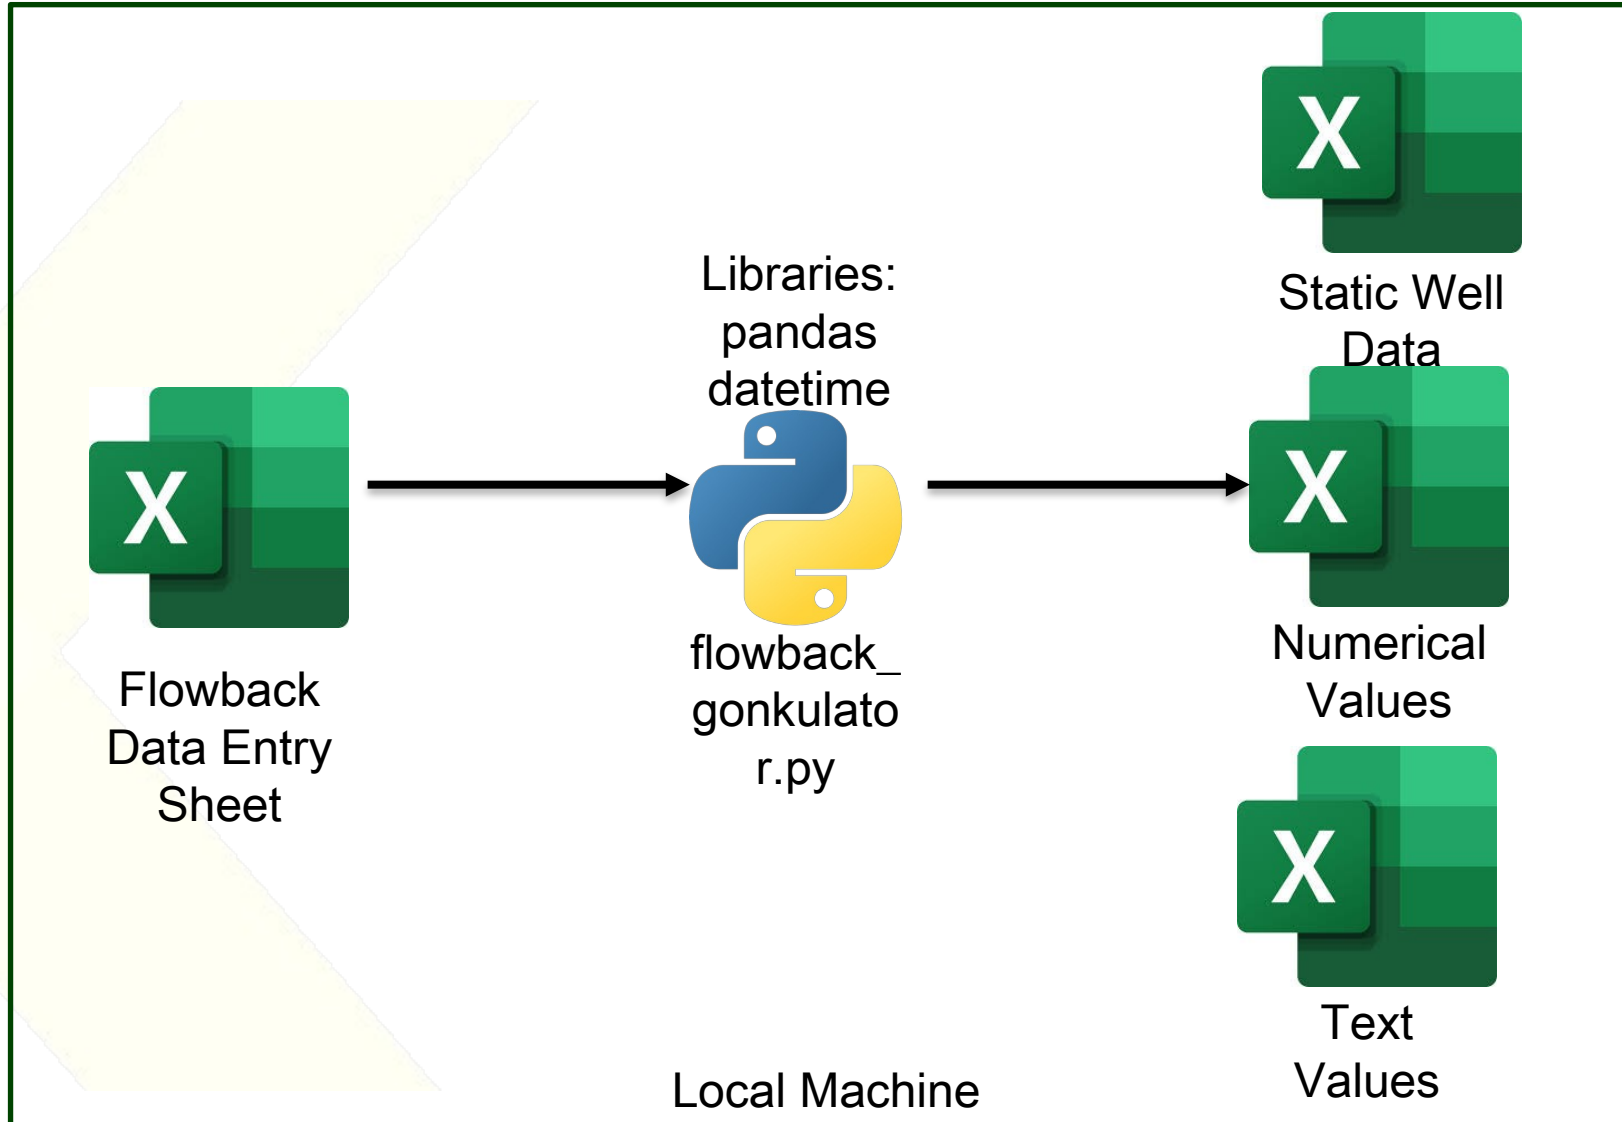 X
Static Well
Data
Libraries:
pandas
datetime
X
X
Flowback
Data Entry
Sheet
flowback_
gonkulato
r.py
Numerical
Values
X
Text
Values
Local Machine